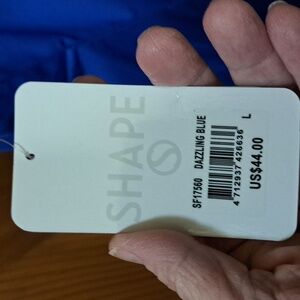 SHAPE
SF17560 DAZZLING BLUE L
4 712937 426636
US$44.00